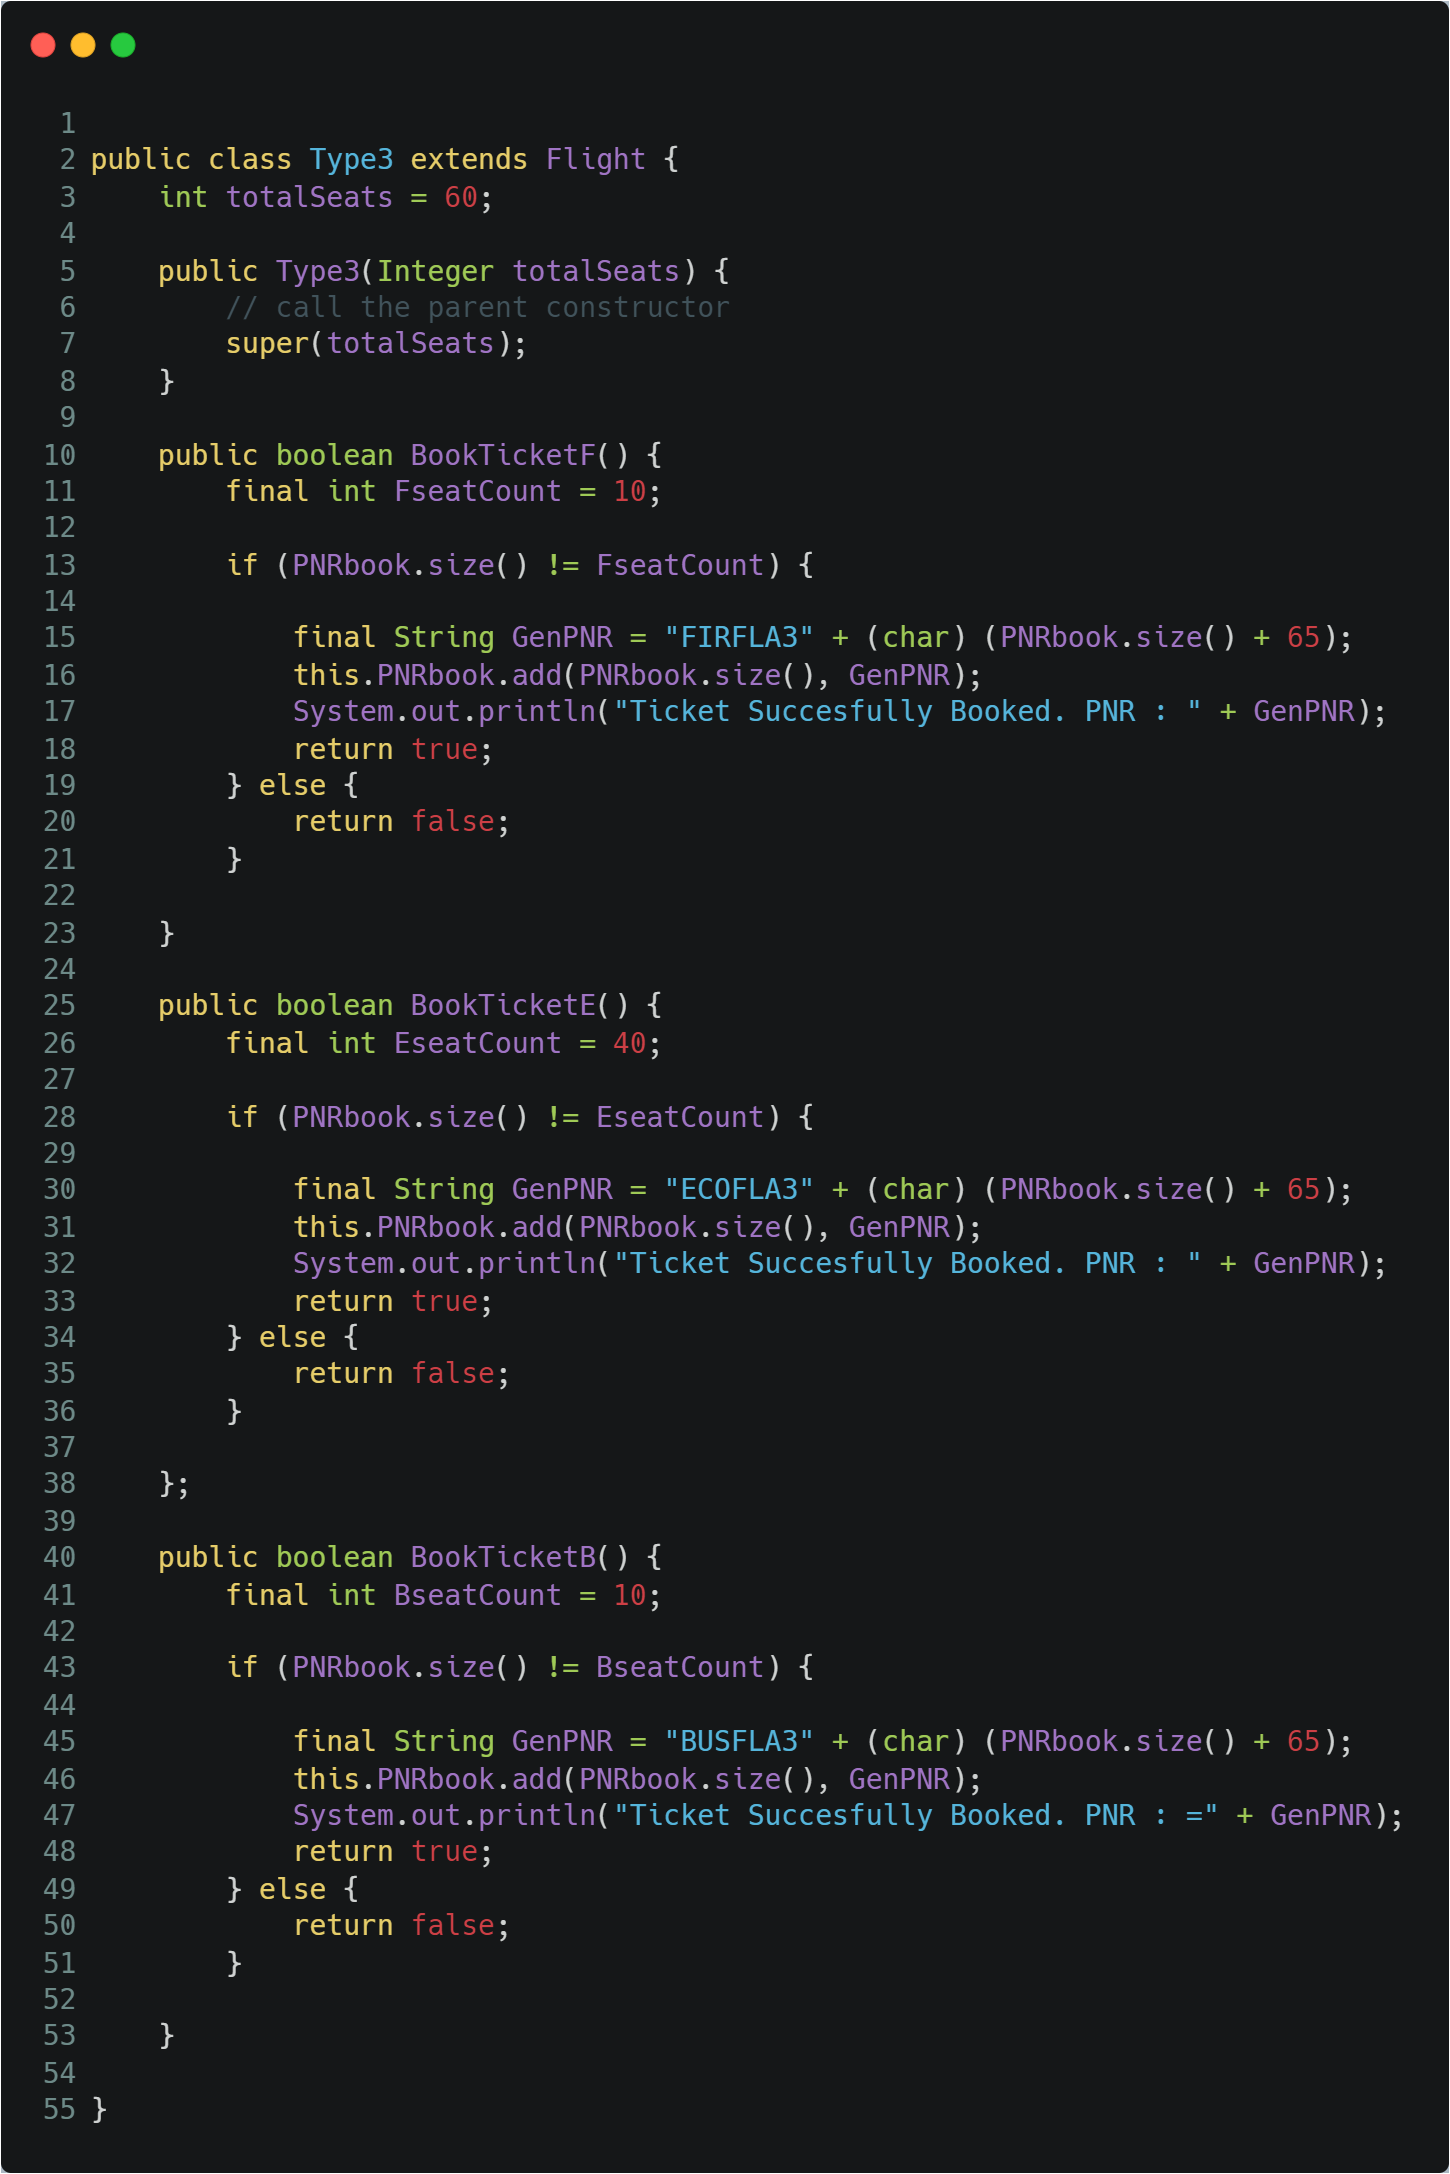 1
2 public class Type3 extends Flight {
3     int totalSeats = 60;
4
5     public Type3(Integer totalSeats) {
6         // call the parent constructor
7         super(totalSeats);
8     }
9
10     public boolean BookTicketF() {
11         final int FseatCount = 10;
12
13         if (PNRbook.size() != FseatCount) {
14
15             final String GenPNR = "FIRFLA3" + (char) (PNRbook.size() + 65);
16             this.PNRbook.add(PNRbook.size(), GenPNR);
17             System.out.println("Ticket Succesfully Booked. PNR : " + GenPNR);
18             return true;
19         } else {
20             return false;
21         }
22
23     }
24
25     public boolean BookTicketE() {
26         final int EseatCount = 40;
27
28         if (PNRbook.size() != EseatCount) {
29
30             final String GenPNR = "ECOFLA3" + (char) (PNRbook.size() + 65);
31             this.PNRbook.add(PNRbook.size(), GenPNR);
32             System.out.println("Ticket Succesfully Booked. PNR : " + GenPNR);
33             return true;
34         } else {
35             return false;
36         }
37
38     };
39
40     public boolean BookTicketB() {
41         final int BseatCount = 10;
42
43         if (PNRbook.size() != BseatCount) {
44
45             final String GenPNR = "BUSFLA3" + (char) (PNRbook.size() + 65);
46             this.PNRbook.add(PNRbook.size(), GenPNR);
47             System.out.println("Ticket Succesfully Booked. PNR : =" + GenPNR);
48             return true;
49         } else {
50             return false;
51         }
52
53     }
54
55 }